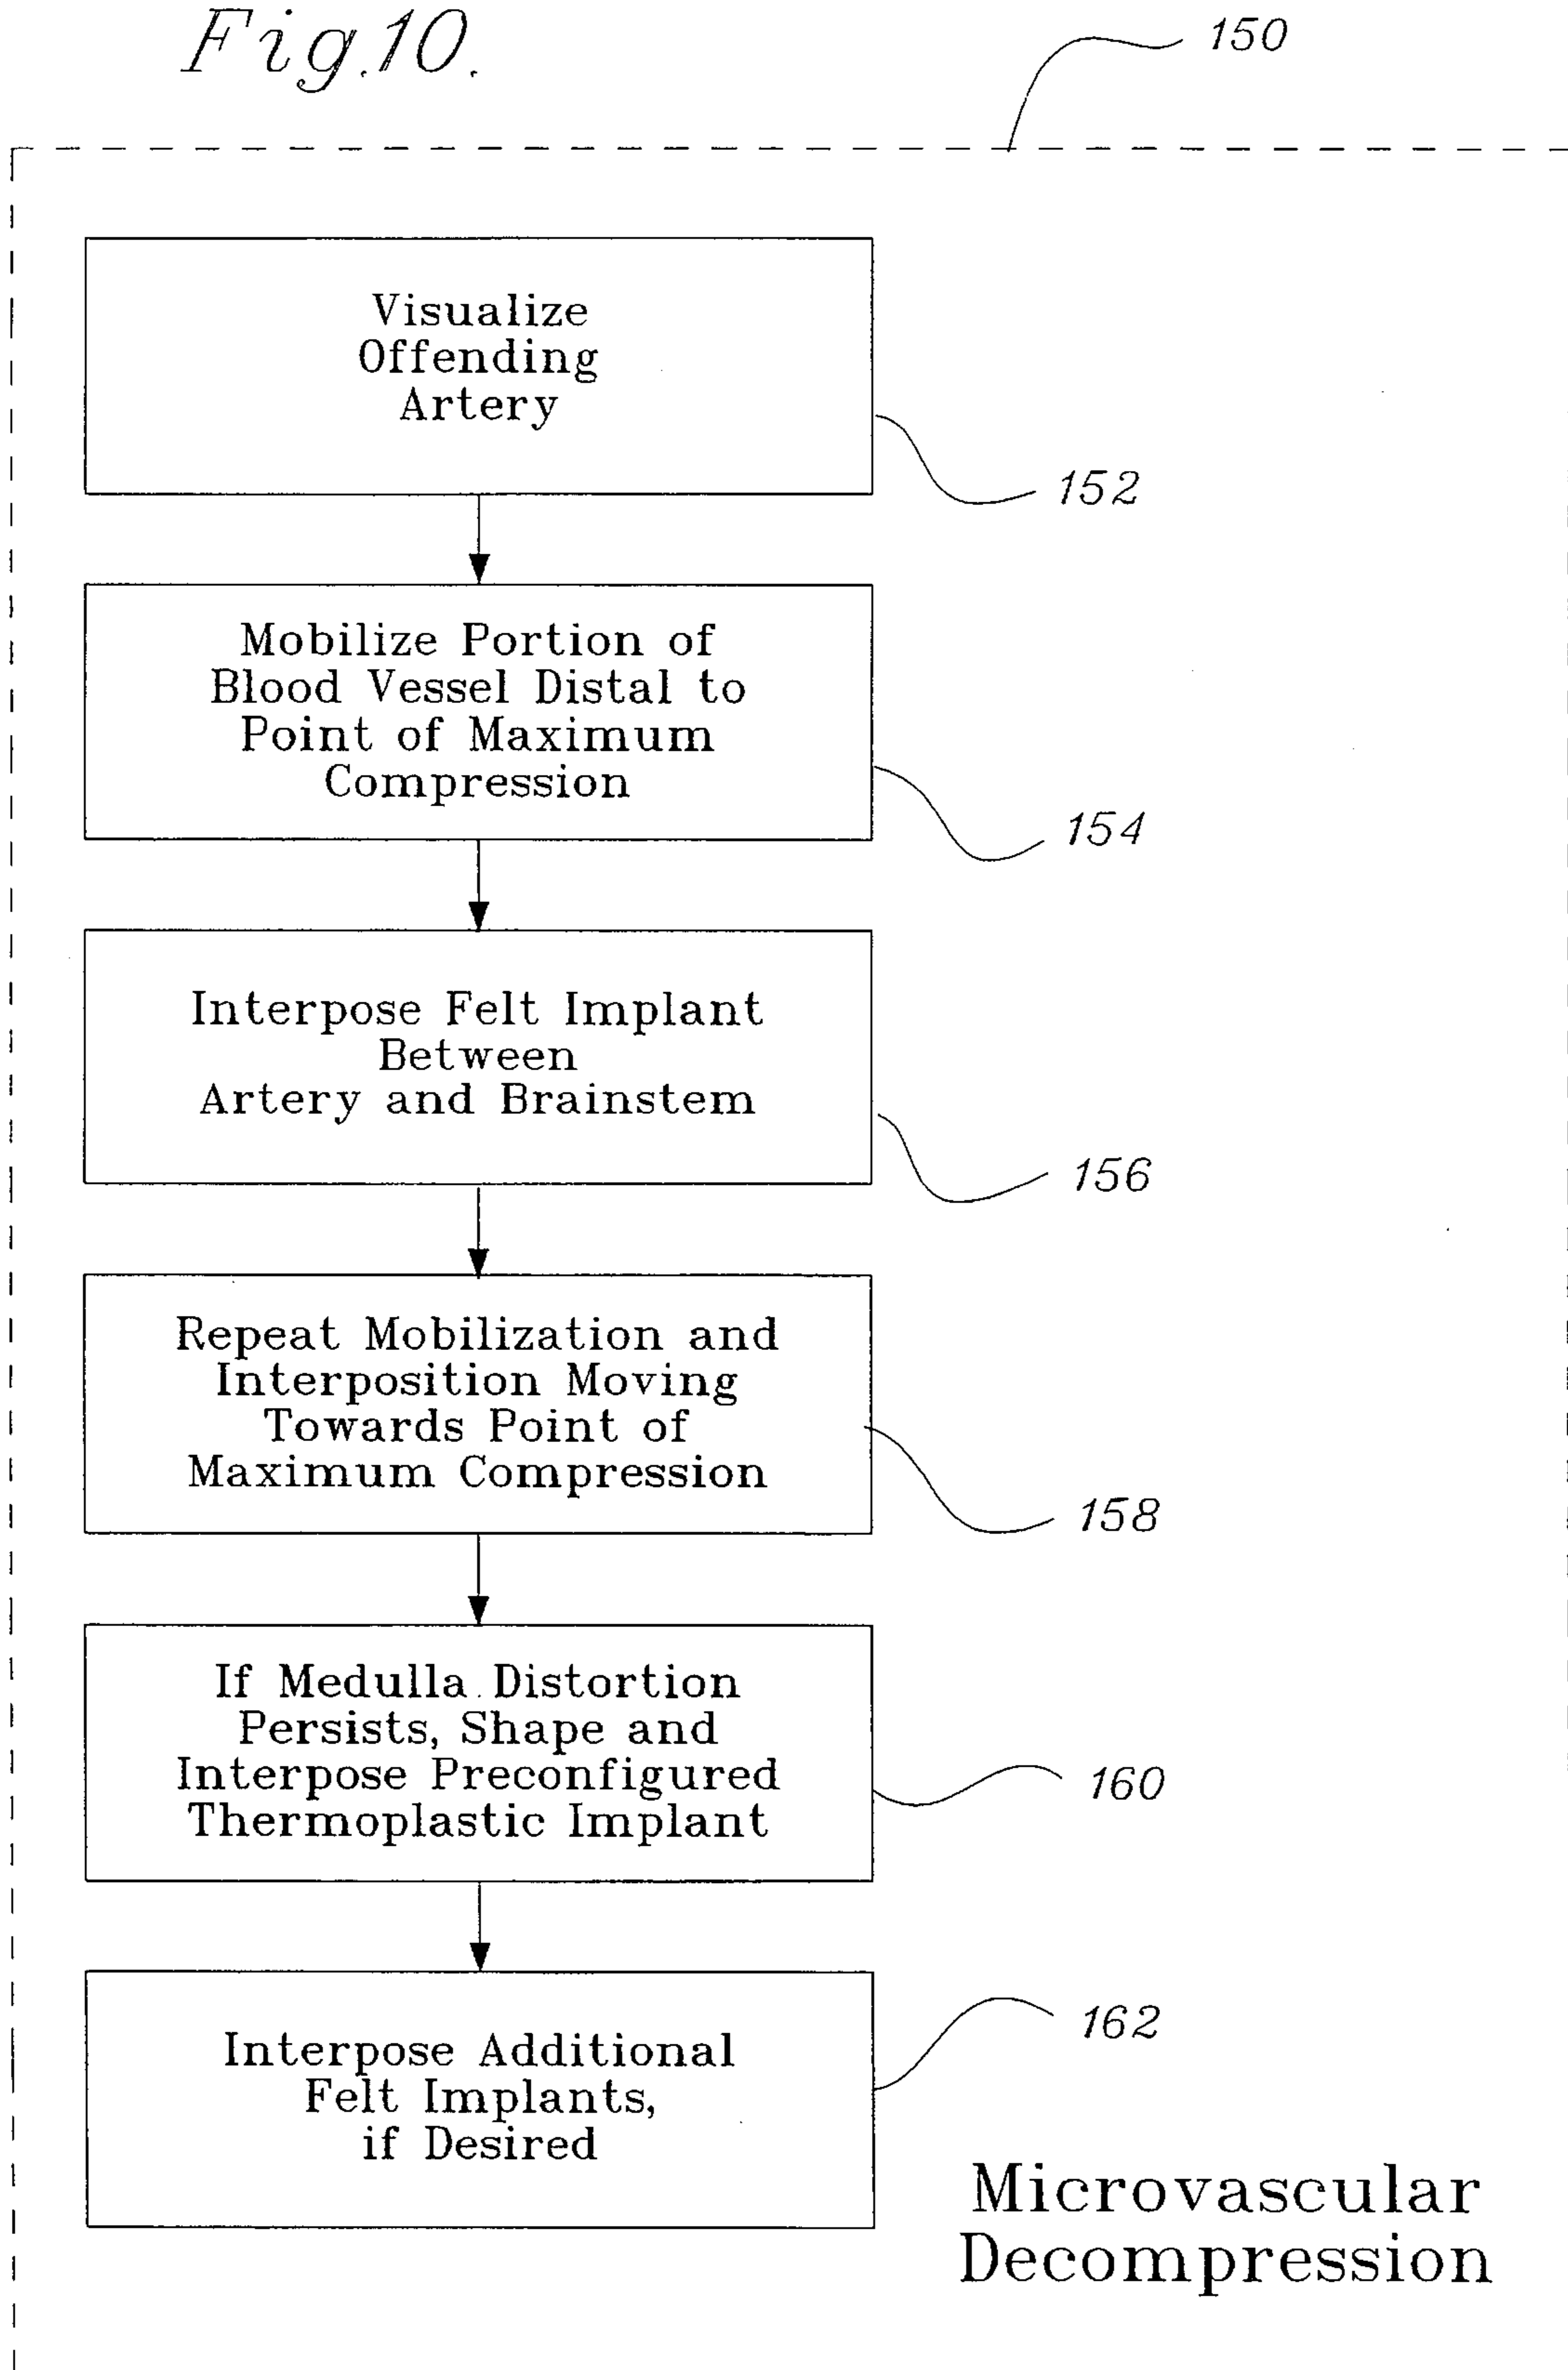 Fig.10.
150
Visualize
Offending
Artery
152
Mobilize Portion of
Blood Vessel Distal to
Point of Maximum
Compression
154
Interpose Felt Implant
Between
Artery and Brainstem
156
Repeat Mobilization and
Interposition Moving
Towards Point of
Maximum Compression
158
If Medulla Distortion
Persists, Shape and
Interpose Preconfigured
Thermoplastic Implant
160
Interpose Additional
Felt Implants,
if Desired
162
Microvascular
Decompression